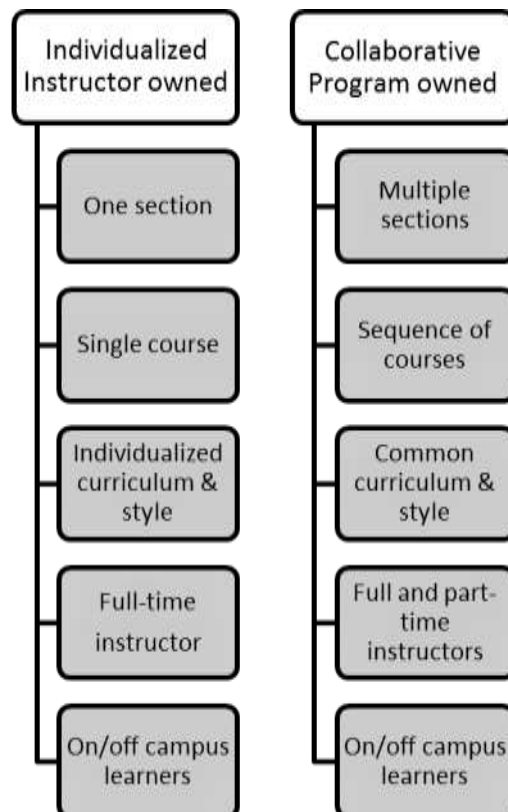 Individualized
Instructor owned
One section
Single course
Individualized
curriculum &
style
Full-time
instructor
On/off campus
learners
Collaborative
Program owned
Multiple
sections
Sequence of
courses
Common
curriculum &
style
Full and part-
time
instructors
On/off campus
learners